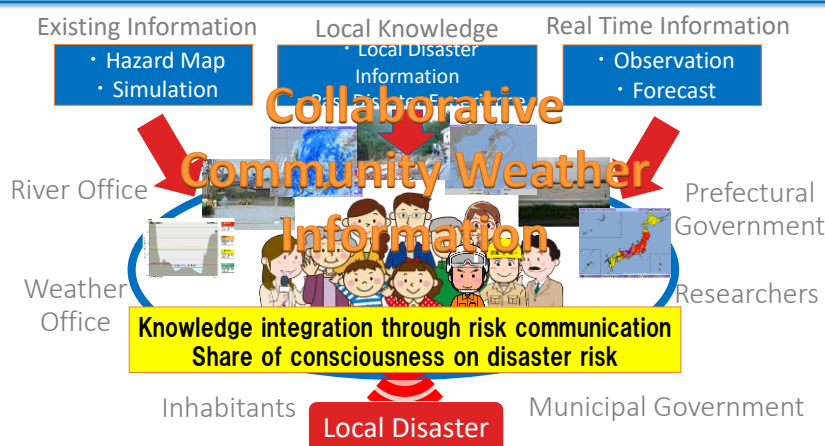 Existing Information
Local Knowledge
Real Time Information
・Hazard Map
・Simulation
・Local Disaster
Information
Past Disaster
・Observation
・Forecast
Collaborative
Community Weather
Information
River Office
Prefectural
Government
Weather
Office
Researchers
Knowledge integration through risk communication
Share of consciousness on disaster risk
Inhabitants
Municipal Government
Local Disaster